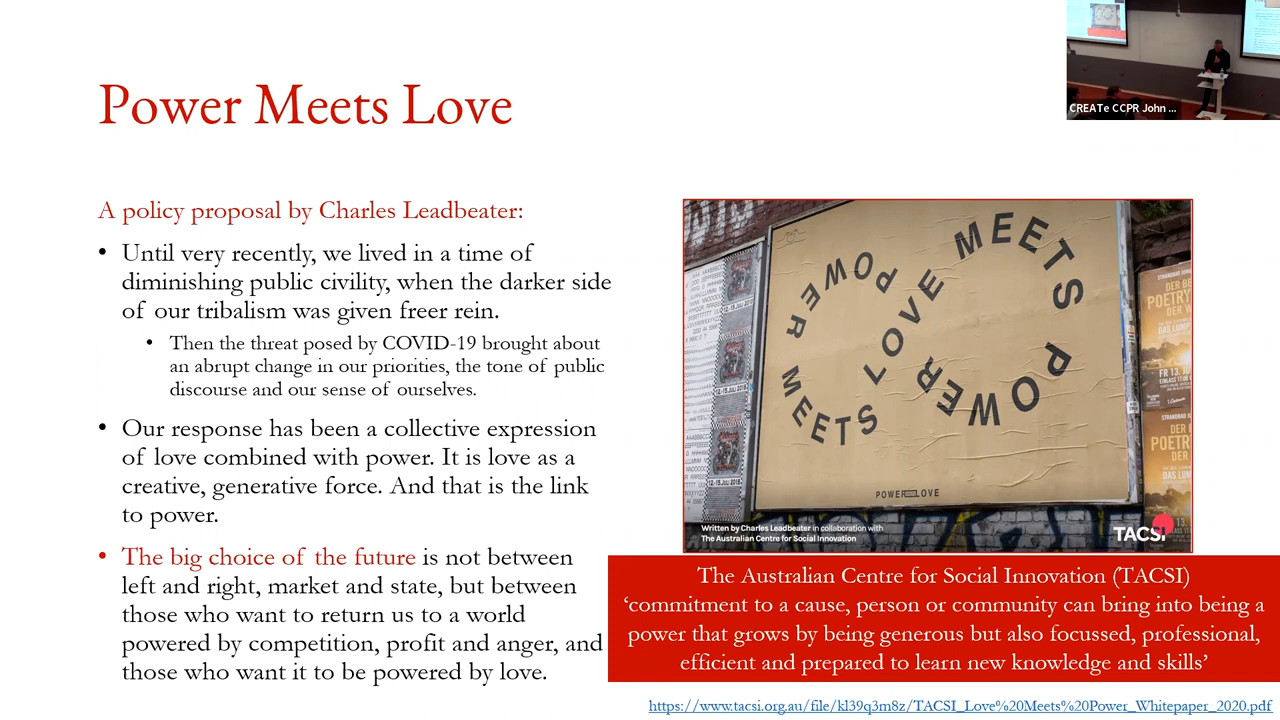 CREATe CCPR John ...
Power Meets Love
A policy proposal by Charles Leadbeater:
• Until very recently, we lived in a time of
diminishing public civility, when the darker side
of our tribalism was given freer rein.
• Then the threat posed by COVID-19 brought about
an abrupt change in our priorities, the tone of public
discourse and our sense of ourselves.
• Our response has been a collective expression
of love combined with power. It is love as a
creative, generative force. And that is the link
to power.
• The big choice of the future is not between
left and right, market and state, but between
those who want to return us to a world
powered by competition, profit and anger, and
those who want it to be powered by love.
POWER MEETS LOVE MEETS POWER
POWER LOVE
Written by Charles Leadbeater in collaboration with
The Australian Centre for Social Innovation
TACSI
The Australian Centre for Social Innovation (TACSI)
‘commitment to a cause, person or community can bring into being a
power that grows by being generous but also focussed, professional,
efficient and prepared to learn new knowledge and skills’
https://www.tacsi.org.au/file/kl39q3m8z/TACSI_Love%20Meets%20Power_Whitepaper_2020.pdf